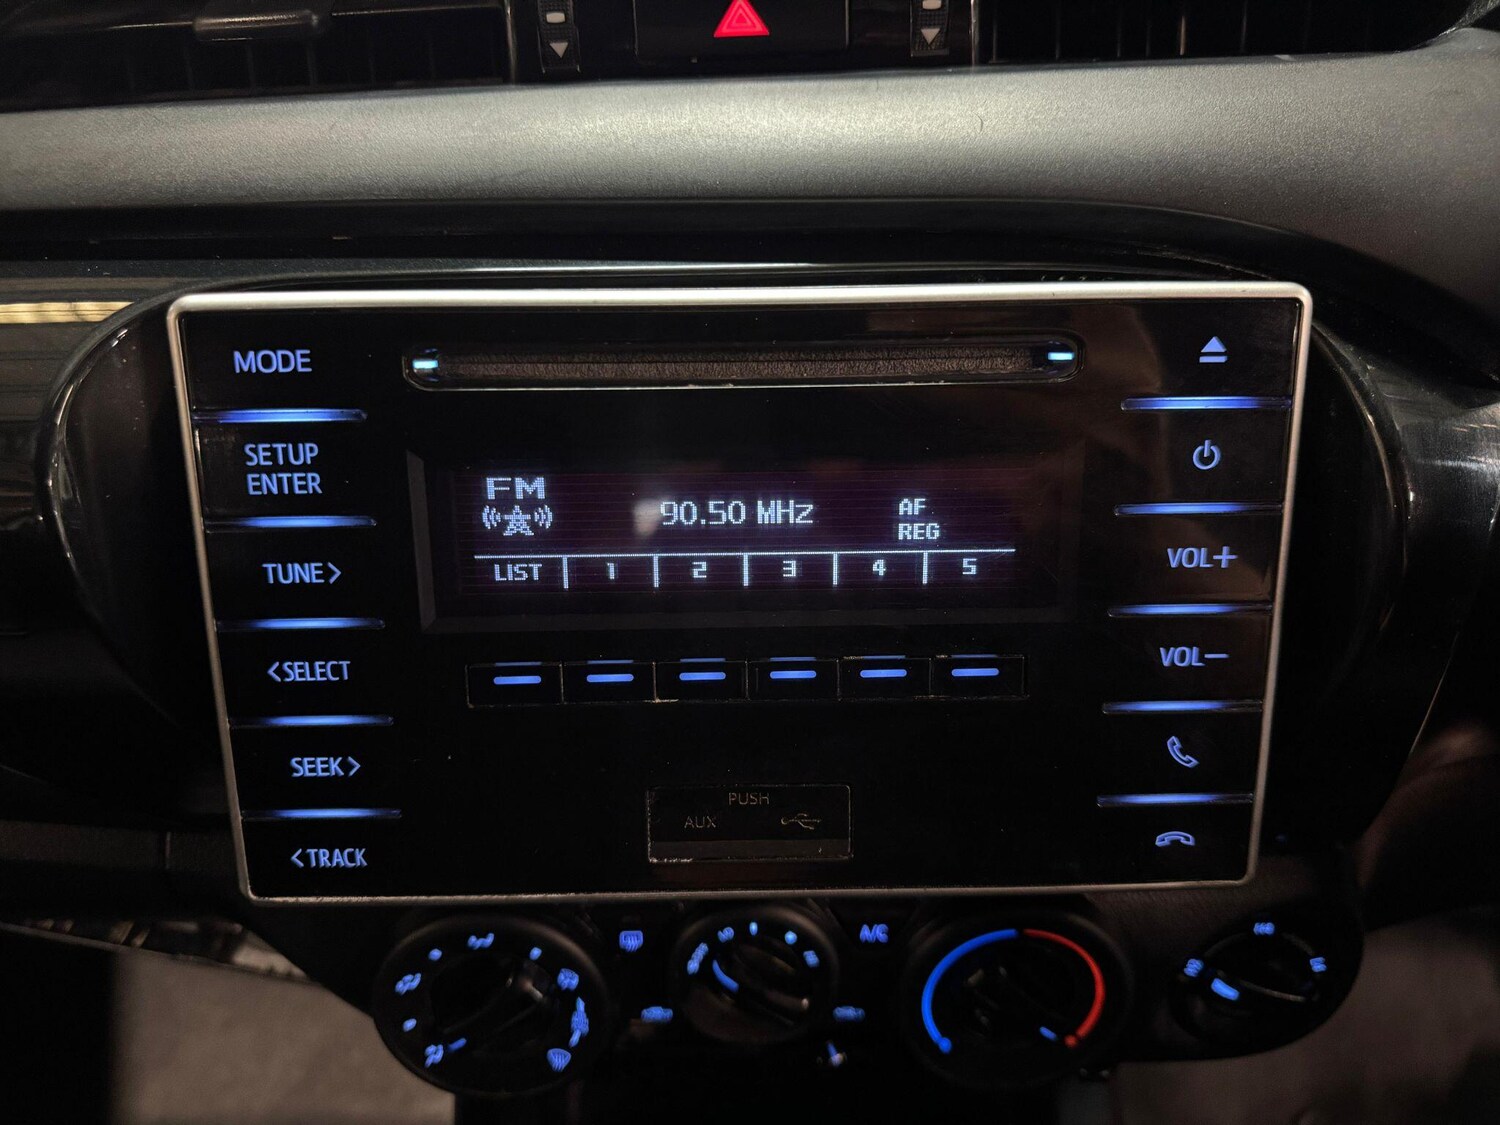 MODE
SETUP
ENTER
TUNE>
<SELECT
SEEK>
<TRACK
FM
90.50 MHz
AF
REG
LIST 1 2 3 4 5
PUSH
AUX
VOL+
VOL−
A/C